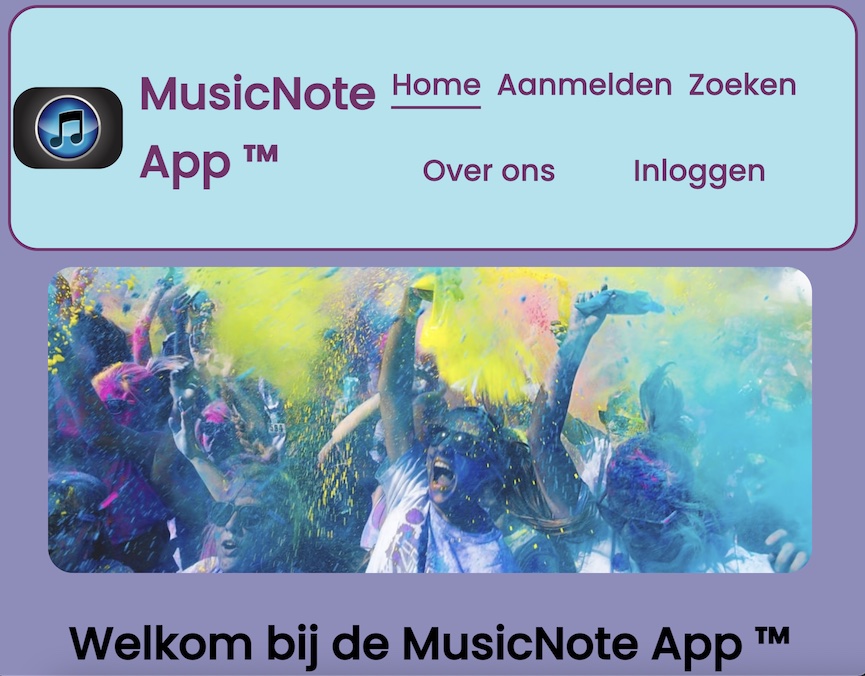 MusicNote
App ™
Home Aanmelden Zoeken
Over ons Inloggen
Welkom bij de MusicNote App ™